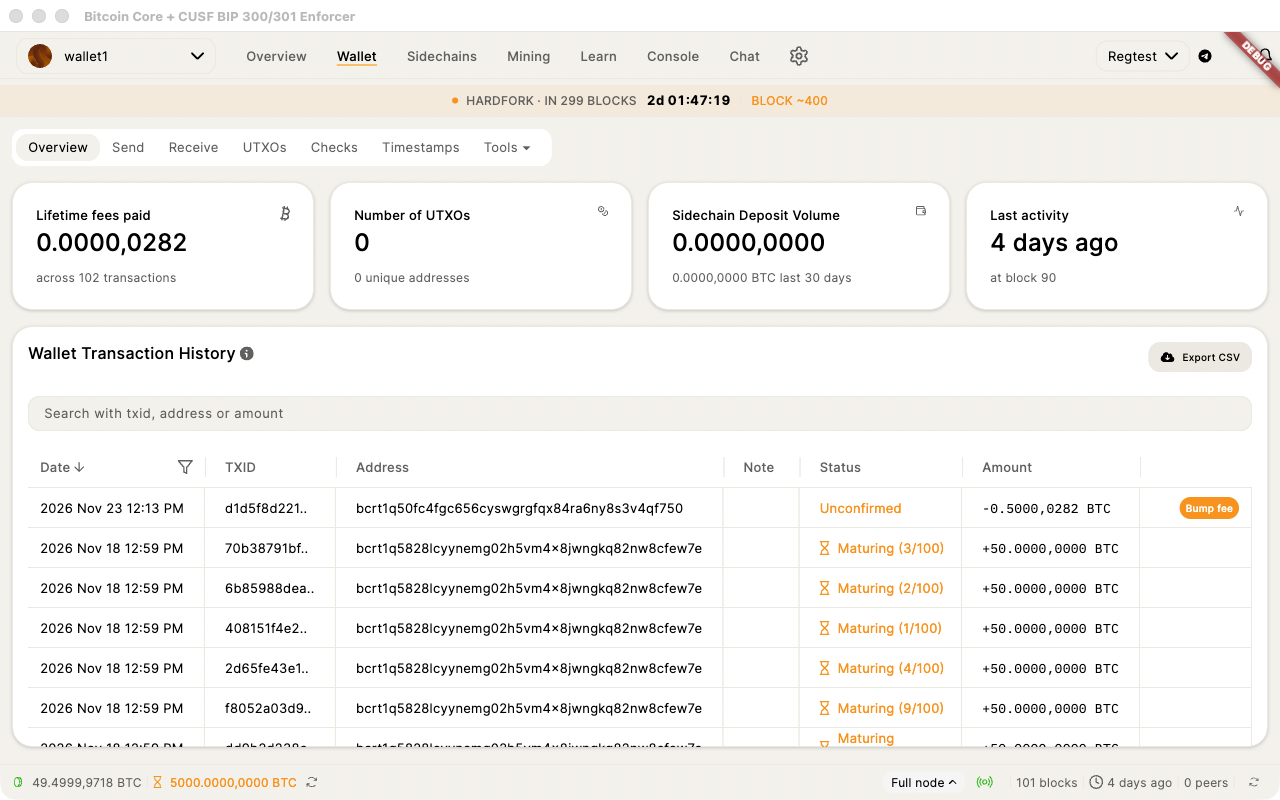 Bitcoin Core + CUSF BIP 300/301 Enforcer
wallet1 Overview Wallet Sidechains Mining Learn Console Chat Regtest DEBUG
HARDFORK · IN 299 BLOCKS 2d 01:47:19 BLOCK ~400
Overview Send Receive UTXOs Checks Timestamps Tools
Lifetime fees paid
0.0000,0282
across 102 transactions
Number of UTXOs
0
0 unique addresses
Sidechain Deposit Volume
0.0000,0000
0.0000,0000 BTC last 30 days
Last activity
4 days ago
at block 90
Wallet Transaction History
Export CSV
Search with txid, address or amount
Date TXID Address Note Status Amount
2026 Nov 23 12:13 PM d1d5f8d221.. bcrt1q50fc4fgc656cyswgrgfqx84ra6ny8s3v4qf750 Unconfirmed -0.5000,0282 BTC Bump fee
2026 Nov 18 12:59 PM 70b38791bf.. bcrt1q5828lcyynemg02h5vm4x8jwngkq82nw8cfew7e Maturing (3/100) +50.0000,0000 BTC
2026 Nov 18 12:59 PM 6b85988dea.. bcrt1q5828lcyynemg02h5vm4x8jwngkq82nw8cfew7e Maturing (2/100) +50.0000,0000 BTC
2026 Nov 18 12:59 PM 408151f4e2.. bcrt1q5828lcyynemg02h5vm4x8jwngkq82nw8cfew7e Maturing (1/100) +50.0000,0000 BTC
2026 Nov 18 12:59 PM 2d65fe43e1.. bcrt1q5828lcyynemg02h5vm4x8jwngkq82nw8cfew7e Maturing (4/100) +50.0000,0000 BTC
2026 Nov 18 12:59 PM f8052a03d9.. bcrt1q5828lcyynemg02h5vm4x8jwngkq82nw8cfew7e Maturing (9/100) +50.0000,0000 BTC
Maturing
49.4999,9718 BTC 5000.0000,0000 BTC Full node 101 blocks 4 days ago 0 peers